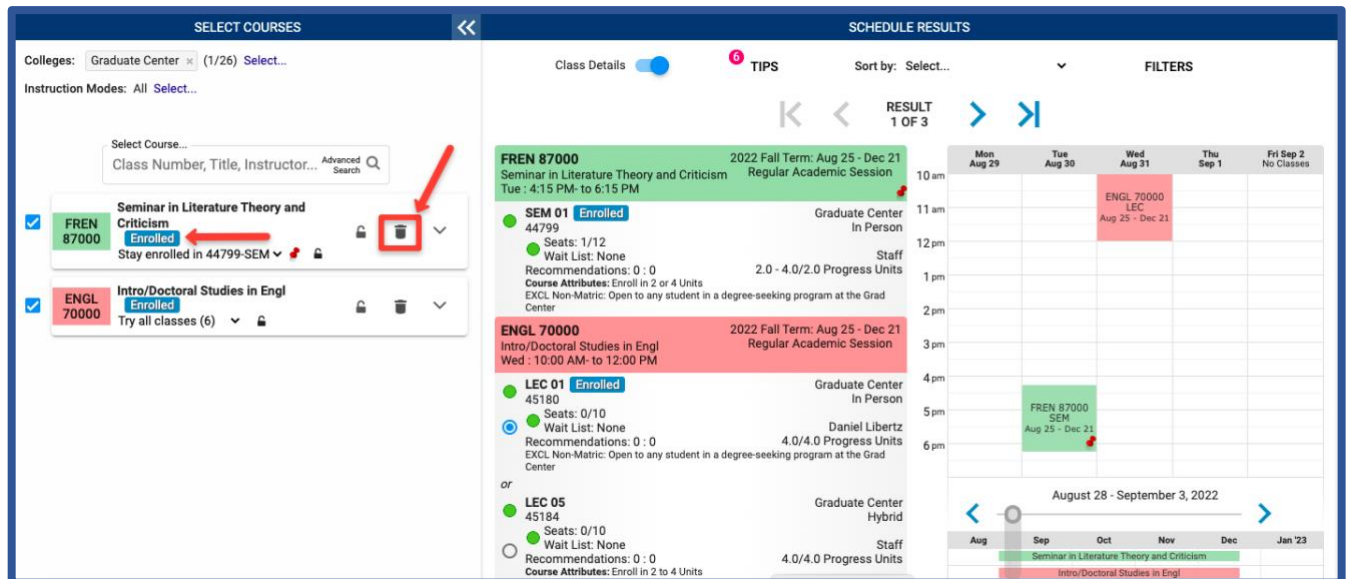 SELECT COURSES
Colleges: Graduate Center × (1/26) Select...
Instruction Modes: All Select...
Select Course...
Class Number, Title, Instructor... Advanced Search
FREN 87000
Seminar in Literature Theory and
Criticism
Enrolled
Stay enrolled in 44799-SEM
ENGL 70000
Intro/Doctoral Studies in Engl
Enrolled
Try all classes (6)
SCHEDULE RESULTS
Class Details
6 TIPS
Sort by: Select...
FILTERS
RESULT
1 OF 3
FREN 87000 2022 Fall Term: Aug 25 - Dec 21
Seminar in Literature Theory and Criticism Regular Academic Session
Tue : 4:15 PM- to 6:15 PM
SEM 01 Enrolled Graduate Center
44799 In Person
Seats: 1/12
Wait List: None Staff
Recommendations: 0 : 0 2.0 - 4.0/2.0 Progress Units
Course Attributes: Enroll in 2 or 4 Units
EXCL Non-Matric: Open to any student in a degree-seeking program at the Grad
Center
ENGL 70000 2022 Fall Term: Aug 25 - Dec 21
Intro/Doctoral Studies in Engl Regular Academic Session
Wed : 10:00 AM- to 12:00 PM
LEC 01 Enrolled Graduate Center
45180 In Person
Seats: 0/10
Wait List: None Daniel Libertz
Recommendations: 0 : 0 4.0/4.0 Progress Units
EXCL Non-Matric: Open to any student in a degree-seeking program at the Grad
Center
or
LEC 05 Graduate Center
45184 Hybrid
Seats: 0/10
Wait List: None Staff
Recommendations: 0 : 0 4.0/4.0 Progress Units
Course Attributes: Enroll in 2 to 4 Units
Mon Tue Wed Thu Fri Sep 2
Aug 29 Aug 30 Aug 31 Sep 1 No Classes
10 am
ENGL 70000
LEC
Aug 25 - Dec 21
11 am
12 pm
1 pm
2 pm
3 pm
4 pm
FREN 87000
SEM
Aug 25 - Dec 21
5 pm
6 pm
August 28 - September 3, 2022
Aug Sep Oct Nov Dec Jan '23
Seminar in Literature Theory and Criticism
Intro/Doctoral Studies in Engl